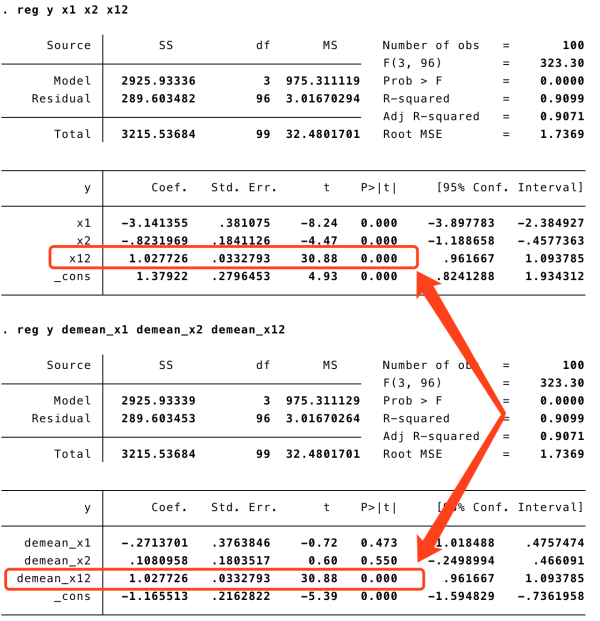 . reg y x1 x2 x12
Source | SS df MS Number of obs = 100
F(3, 96) = 323.30
Model | 2925.93336 3 975.311119 Prob > F = 0.0000
Residual | 289.603482 96 3.01670294 R-squared = 0.9099
Adj R-squared = 0.9071
Total | 3215.53684 99 32.4801701 Root MSE = 1.7369
y | Coef. Std. Err. t P>|t| [95% Conf. Interval]
x1 | -3.141355 .381075 -8.24 0.000 -3.897783 -2.384927
x2 | -.8231969 .1841126 -4.47 0.000 -1.188658 -.4577363
x12 | 1.027726 .0332793 30.88 0.000 .961667 1.093785
_cons | 1.37922 .2796453 4.93 0.000 .8241288 1.934312
. reg y demean_x1 demean_x2 demean_x12
Source | SS df MS Number of obs = 100
F(3, 96) = 323.30
Model | 2925.93339 3 975.311129 Prob > F = 0.0000
Residual | 289.603453 96 3.01670264 R-squared = 0.9099
Adj R-squared = 0.9071
Total | 3215.53684 99 32.4801701 Root MSE = 1.7369
y | Coef. Std. Err. t P>|t| [95% Conf. Interval]
demean_x1 | -.2713701 .3763846 -0.72 0.473 1.018488 .4757474
demean_x2 | .1080958 .1803517 0.60 0.550 -.2498994 .466091
demean_x12 | 1.027726 .0332793 30.88 0.000 .961667 1.093785
_cons | -1.165513 .2162822 -5.39 0.000 -1.594829 -.7361958